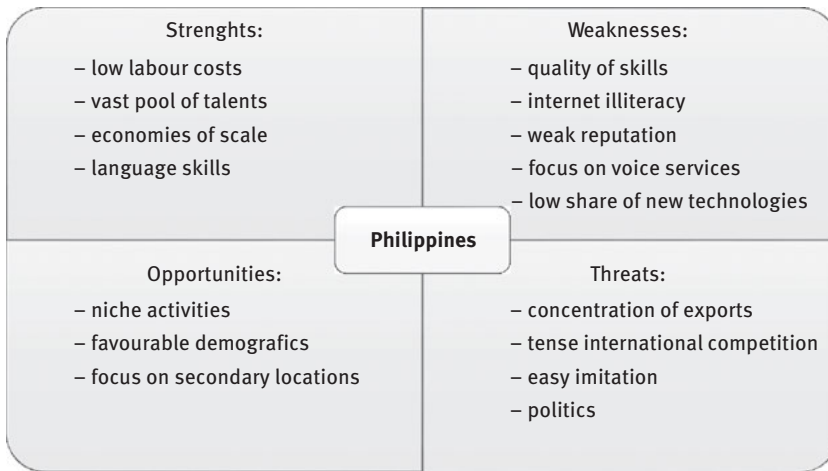 Strenghts:
– low labour costs
– vast pool of talents
– economies of scale
– language skills
Weaknesses:
– quality of skills
– internet illiteracy
– weak reputation
– focus on voice services
– low share of new technologies
Philippines
Opportunities:
– niche activities
– favourable demografics
– focus on secondary locations
Threats:
– concentration of exports
– tense international competition
– easy imitation
– politics